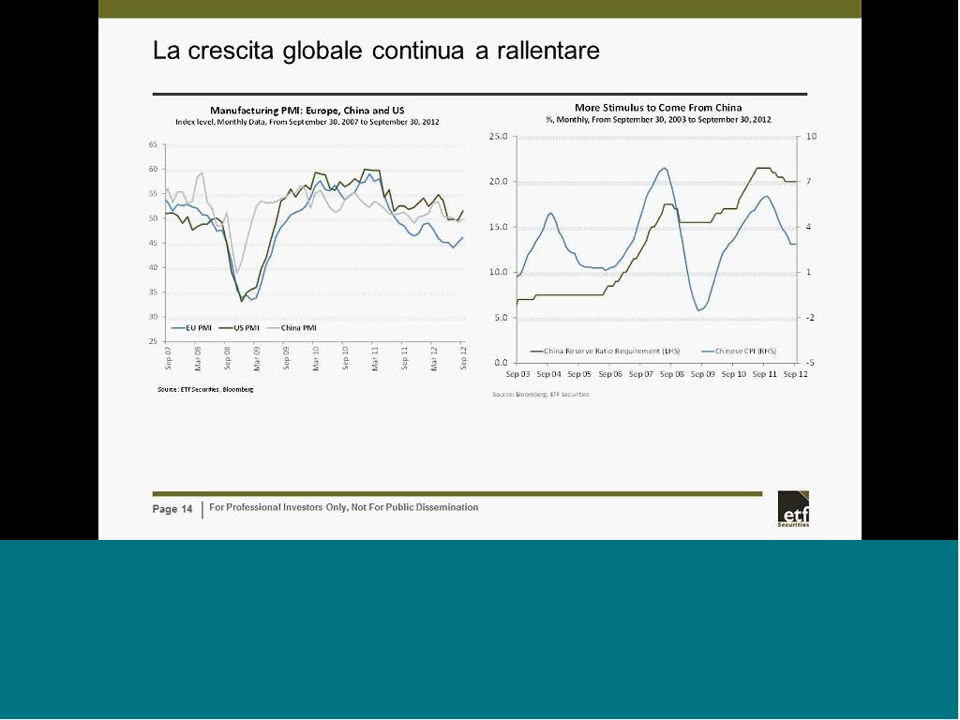 La crescita globale continua a rallentare
Manufacturing PMI: Europe, China and US
Index level, Monthly Data, From September 30, 2007 to September 30, 2012
65
60
55
50
45
40
35
30
25
EU PMI US PMI China PMI
Sep 07 Mar 08 Sep 08 Mar 09 Sep 09 Mar 10 Sep 10 Mar 11 Sep 11 Mar 12 Sep 12
Source: ETF Securities, Bloomberg
More Stimulus to Come From China
%, Monthly, From September 30, 2003 to September 30, 2012
25.0 10
20.0 7
15.0 4
10.0 1
5.0 -2
China Reserve Ratio Requirement (LHS) Chinese CPI (RHS)
0.0 -5
Sep 03 Sep 04 Sep 05 Sep 06 Sep 07 Sep 08 Sep 09 Sep 10 Sep 11 Sep 12
Source: Bloomberg, ETF Securities
Page 14 For Professional Investors Only, Not For Public Dissemination
etf
Securities